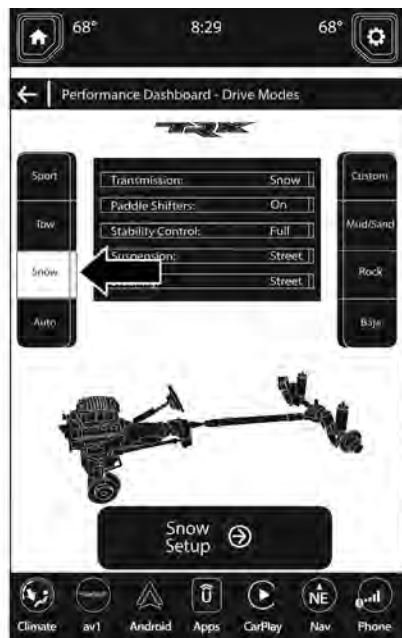 68° 8:29 68°
Performance Dashboard - Drive Modes
TRX
Sport
Tow
Snow
Auto
Transmission: Snow
Paddle Shifters: On
Stability Control: Full
Suspension: Street
Street
Custom
Mud/Sand
Rock
Baja
Snow
Setup
Climate av1 Android Apps CarPlay Nav Phone
NE